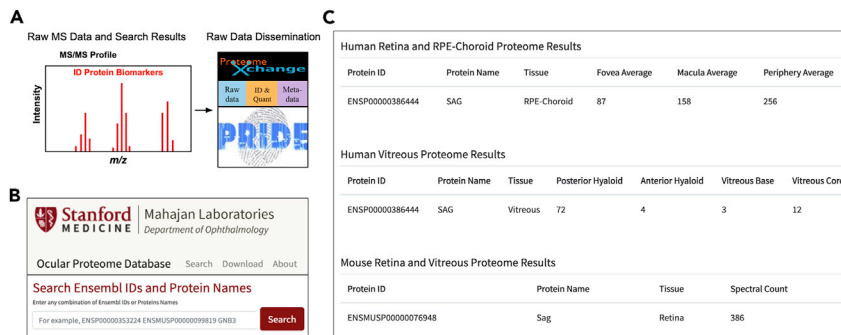 A
Raw MS Data and Search Results
MS/MS Profile
ID Protein Biomarkers
Intensity
m/z
Raw Data Dissemination
Proteome
Xchange
Raw data
ID & Quant
Meta-data
PRIDE
B
Stanford
MEDICINE
Mahajan Laboratories
Department of Ophthalmology
Ocular Proteome Database Search Download About
Search Ensembl IDs and Protein Names
Enter any combination of Ensembl IDs or Proteins Names
For example, ENSP00000353224 ENSMUSP00000099819 GNB3 Search
C
Human Retina and RPE-Choroid Proteome Results
Protein ID Protein Name Tissue Fovea Average Macula Average Periphery Average
ENSP00000386444 SAG RPE-Choroid 87 158 256
Human Vitreous Proteome Results
Protein ID Protein Name Tissue Posterior Hyaloid Anterior Hyaloid Vitreous Base Vitreous Core
ENSP00000386444 SAG Vitreous 72 4 3 12
Mouse Retina and Vitreous Proteome Results
Protein ID Protein Name Tissue Spectral Count
ENSMUSP00000076948 Sag Retina 386